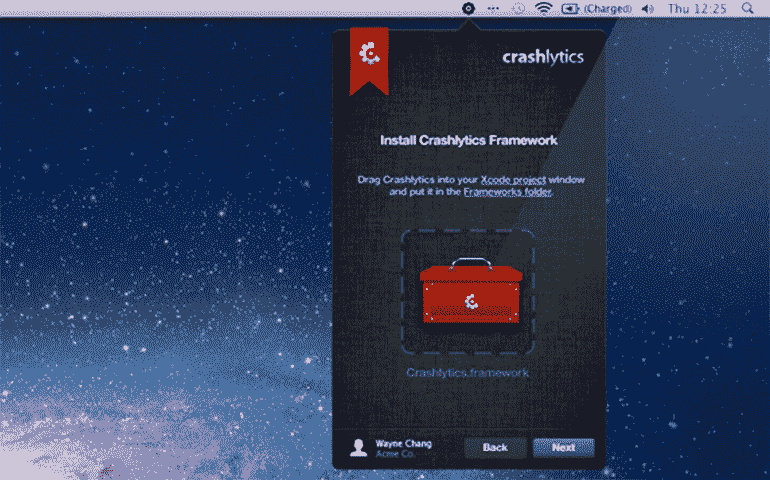 (Charged) Thu 12:25
crashlytics
Install Crashlytics Framework
Drag Crashlytics into your Xcode project window
and put it in the Frameworks folder.
Crashlytics.framework
Wayne Chang
Acme Co.
Back Next